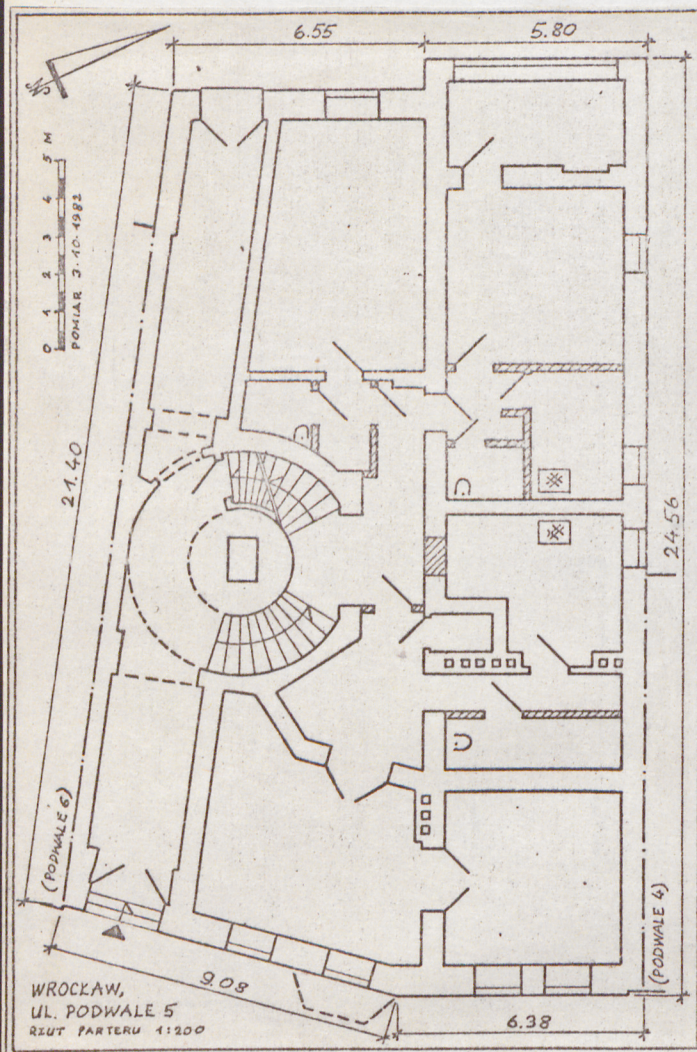 6.55
5.80
N
0 1 2 3 4 5 M
POMIAR 3.10.1982
21.40
24.56
(PODWALE 6)
(PODWALE 4)
9.08
6.38
WROCŁAW,
UL. PODWALE 5
RZUT PARTERU 1:200